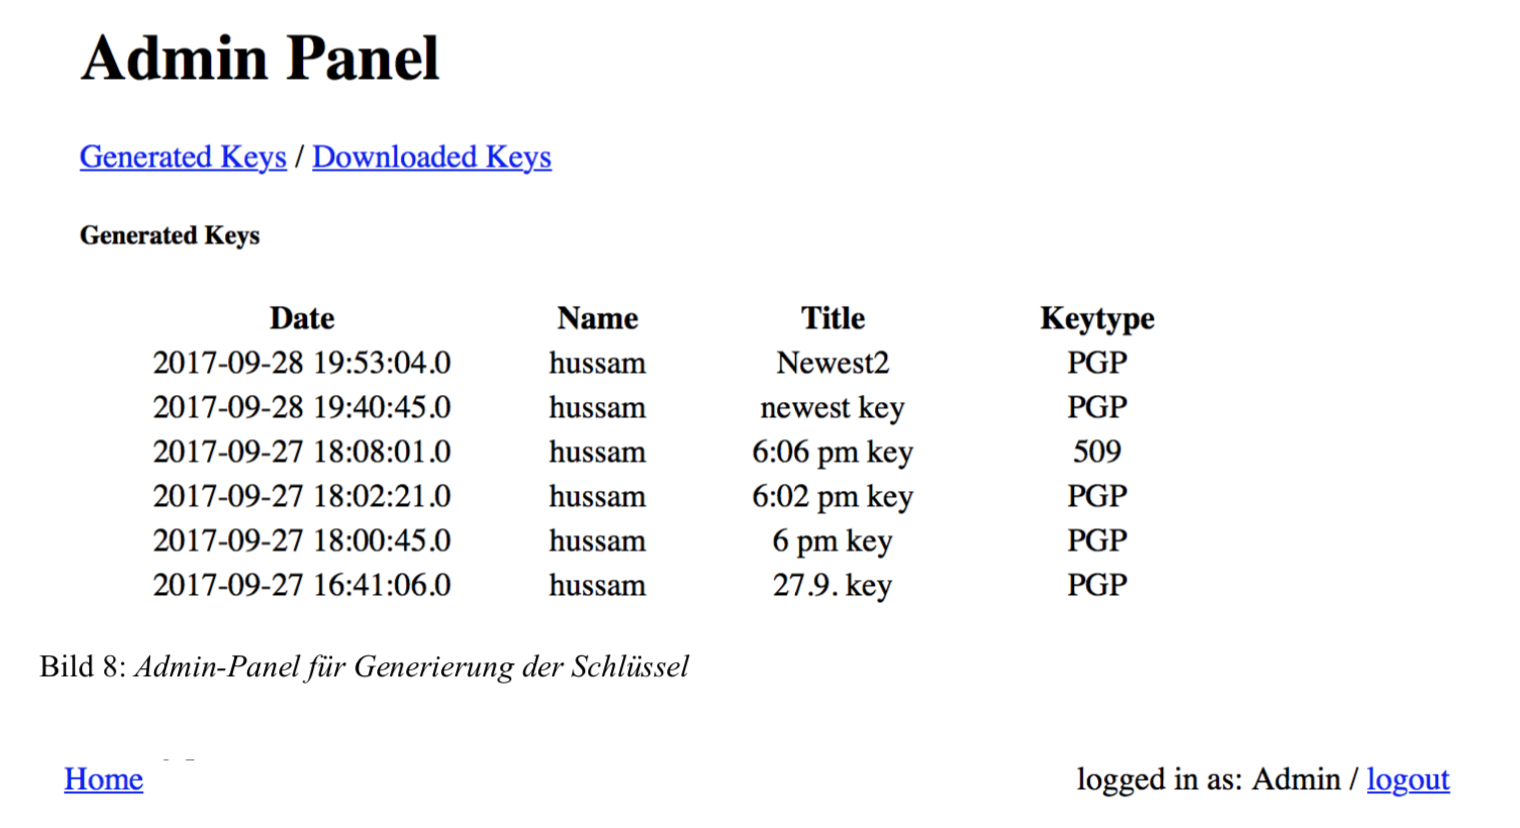 Admin Panel
Generated Keys / Downloaded Keys
Generated Keys
Date Name Title Keytype
2017-09-28 19:53:04.0 hussam Newest2 PGP
2017-09-28 19:40:45.0 hussam newest key PGP
2017-09-27 18:08:01.0 hussam 6:06 pm key 509
2017-09-27 18:02:21.0 hussam 6:02 pm key PGP
2017-09-27 18:00:45.0 hussam 6 pm key PGP
2017-09-27 16:41:06.0 hussam 27.9. key PGP
Bild 8: Admin-Panel für Generierung der Schlüssel
Home logged in as: Admin / logout